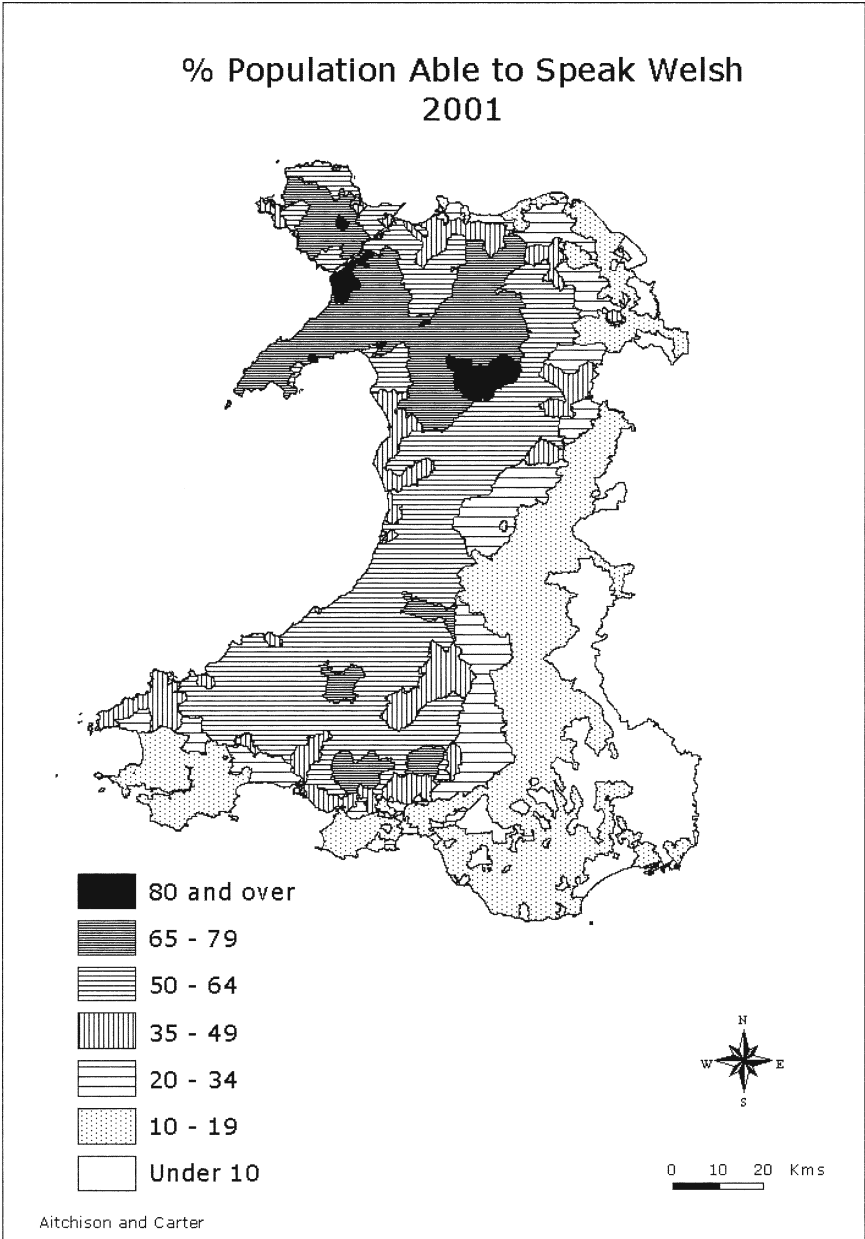 % Population Able to Speak Welsh
2001
80 and over
65 - 79
50 - 64
35 - 49
20 - 34
10 - 19
Under 10
N
W E
S
0 10 20 Kms
Aitchison and Carter